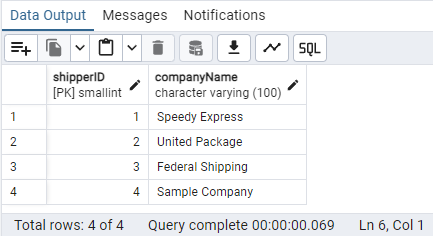 Data Output Messages Notifications
SQL
shipperID companyName
[PK] smallint character varying (100)
1 1 Speedy Express
2 2 United Package
3 3 Federal Shipping
4 4 Sample Company
Total rows: 4 of 4 Query complete 00:00:00.069 Ln 6, Col 1